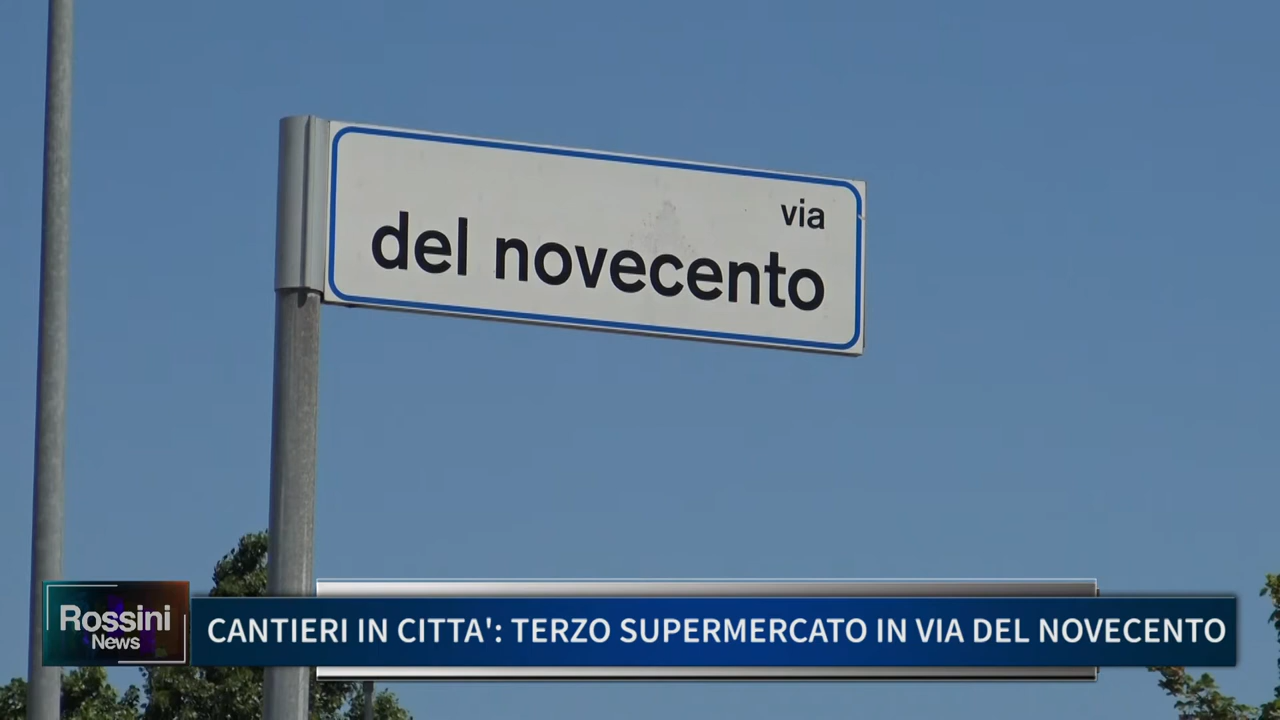 via
del novecento
Rossini
News
CANTIERI IN CITTA': TERZO SUPERMERCATO IN VIA DEL NOVECENTO